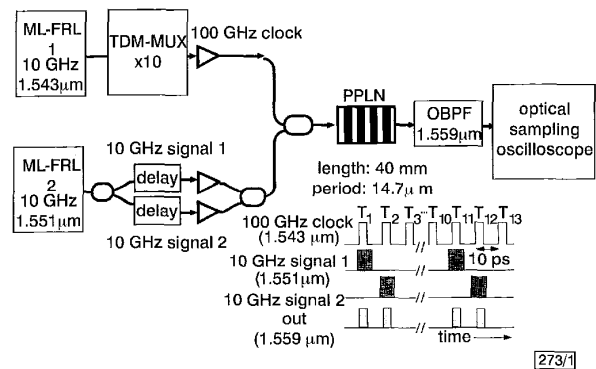 ML-FRL
1
10 GHz
1.543μm
TDM-MUX
x10
100 GHz clock
PPLN
OBPF
1.559μm
optical
sampling
oscilloscope
length: 40 mm
period: 14.7μ m
ML-FRL
2
10 GHz
1.551μm
10 GHz signal 1
delay
delay
10 GHz signal 2
T1 T2 T3... T10 T11 T12 T13
100 GHz clock
(1.543 μm)
10 GHz signal 1
(1.551μm)
10 ps
10 GHz signal 2
out
(1.559 μm)
time
273/1